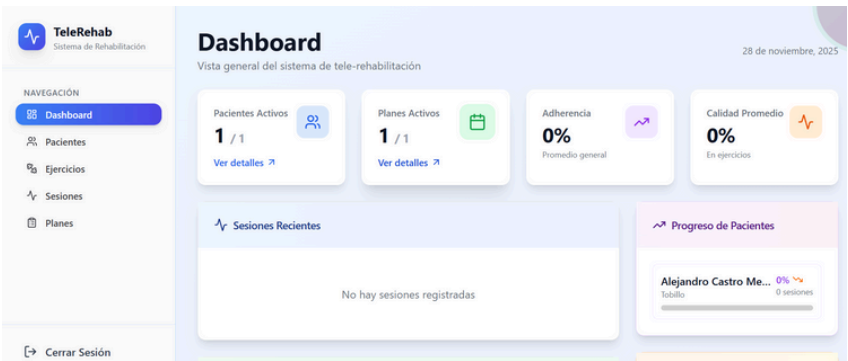 TeleRehab
Sistema de Rehabilitación
NAVEGACIÓN
Dashboard
Pacientes
Ejercicios
Sesiones
Planes
Cerrar Sesión
Dashboard
Vista general del sistema de tele-rehabilitación
28 de noviembre, 2025
Pacientes Activos
1 / 1
Ver detalles
Planes Activos
1 / 1
Ver detalles
Adherencia
0%
Promedio general
Calidad Promedio
0%
En ejercicios
Sesiones Recientes
No hay sesiones registradas
Progreso de Pacientes
Alejandro Castro Me... 0%
Tobillo 0 sesiones